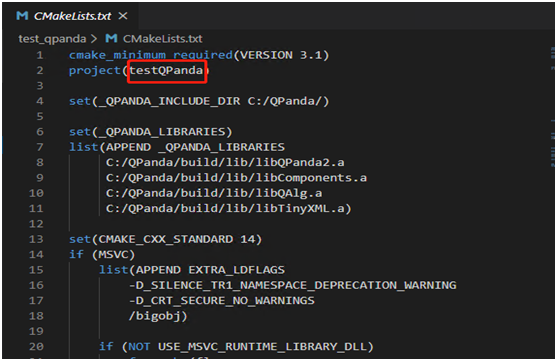 CMakeLists.txt
test_qpanda > CMakeLists.txt
1 cmake_minimum_required(VERSION 3.1)
2 project(testQPanda)
3
4 set(_QPANDA_INCLUDE_DIR C:/QPanda/)
5
6 set(_QPANDA_LIBRARIES)
7 list(APPEND _QPANDA_LIBRARIES
8 C:/QPanda/build/lib/libQPanda2.a
9 C:/QPanda/build/lib/libComponents.a
10 C:/QPanda/build/lib/libQAlg.a
11 C:/QPanda/build/lib/libTinyXML.a)
12
13 set(CMAKE_CXX_STANDARD 14)
14 if (MSVC)
15 list(APPEND EXTRA_LDFLAGS
16 -D_SILENCE_TR1_NAMESPACE_DEPRECATION_WARNING
17 -D_CRT_SECURE_NO_WARNINGS
18 /bigobj)
19
20 if (NOT USE_MSVC_RUNTIME_LIBRARY_DLL)